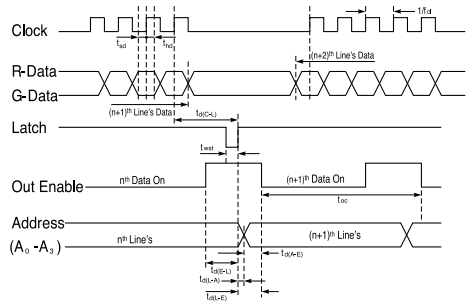 Clock
1/fcl
tsd
thd
R-Data
G-Data
(n+2)th Line's Data
(n+1)th Line's Data
td(C-L)
Latch
twst
Out Enable
nth Data On
(n+1)th Data On
toc
Address
(A0 -A3)
nth Line's
(n+1)th Line's
td(A-E)
td(E-L)
td(L-A)
td(L-E)